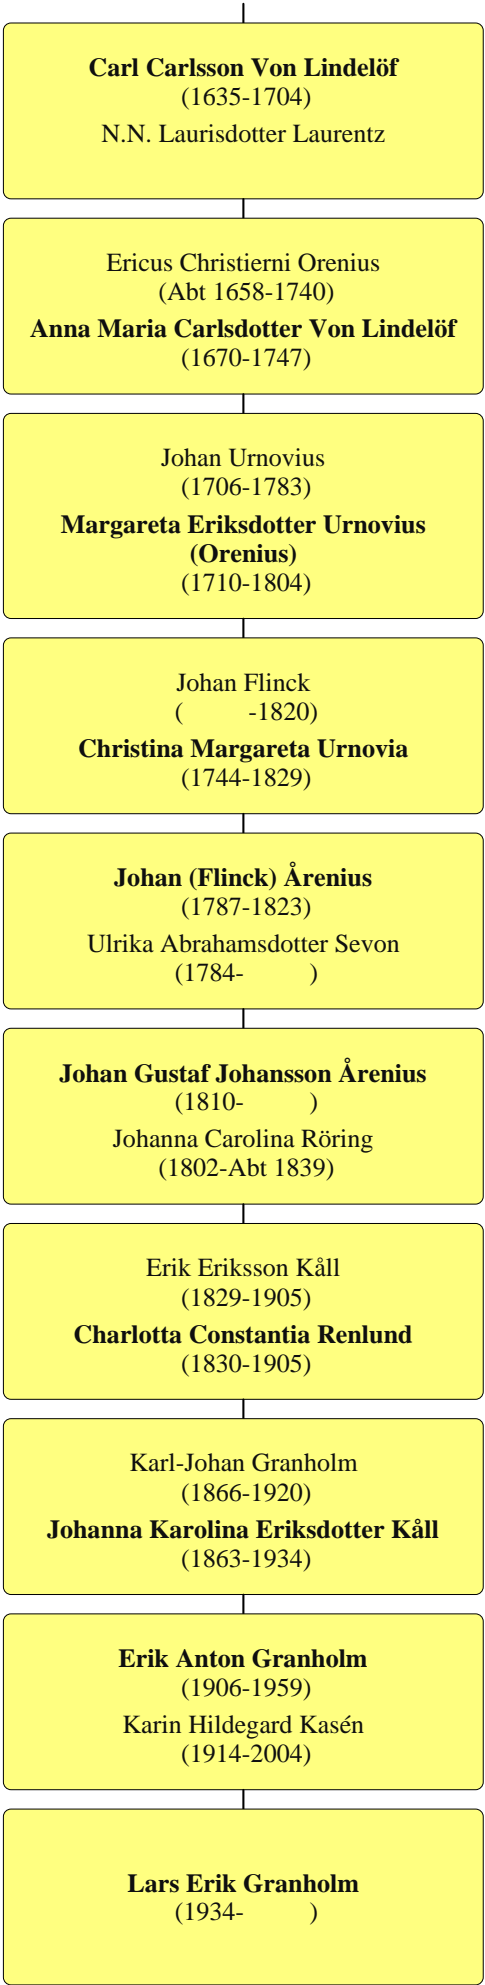 Carl Carlsson Von Lindelöf
(1635-1704)
N.N. Laurisdotter Laurentz
Ericus Christierni Orenius
(Abt 1658-1740)
Anna Maria Carlsdotter Von Lindelöf
(1670-1747)
Johan Urnovius
(1706-1783)
Margareta Eriksdotter Urnovius
(Orenius)
(1710-1804)
Johan Flinck
( -1820)
Christina Margareta Urnovia
(1744-1829)
Johan (Flinck) Årenius
(1787-1823)
Ulrika Abrahamsdotter Sevon
(1784- )
Johan Gustaf Johansson Årenius
(1810- )
Johanna Carolina Röring
(1802-Abt 1839)
Erik Eriksson Kåll
(1829-1905)
Charlotta Constantia Renlund
(1830-1905)
Karl-Johan Granholm
(1866-1920)
Johanna Karolina Eriksdotter Kåll
(1863-1934)
Erik Anton Granholm
(1906-1959)
Karin Hildegard Kasén
(1914-2004)
Lars Erik Granholm
(1934- )